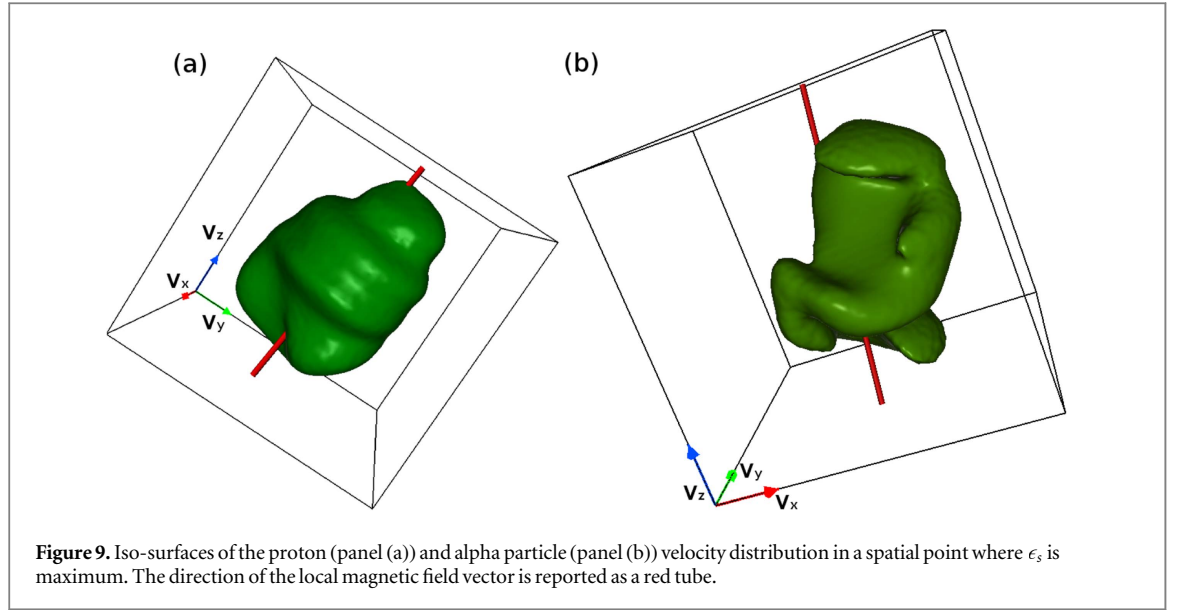 (a)
(b)
Vz
Vx
Vy
Vz
Vy
Vx
Figure 9. Iso-surfaces of the proton (panel (a)) and alpha particle (panel (b)) velocity distribution in a spatial point where ϵs is
maximum. The direction of the local magnetic field vector is reported as a red tube.